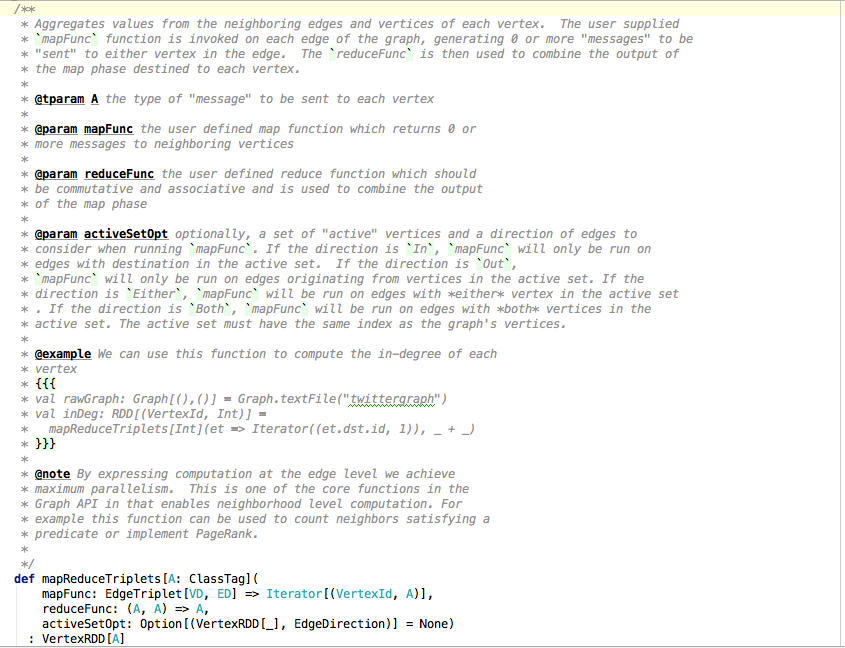 /**
 * Aggregates values from the neighboring edges and vertices of each vertex.  The user supplied
 * `mapFunc` function is invoked on each edge of the graph, generating 0 or more "messages" to be
 * "sent" to either vertex in the edge.  The `reduceFunc` is then used to combine the output of
 * the map phase destined to each vertex.
 *
 * @tparam A the type of "message" to be sent to each vertex
 *
 * @param mapFunc the user defined map function which returns 0 or
 * more messages to neighboring vertices
 *
 * @param reduceFunc the user defined reduce function which should
 * be commutative and associative and is used to combine the output
 * of the map phase
 *
 * @param activeSetOpt optionally, a set of "active" vertices and a direction of edges to
 * consider when running `mapFunc`. If the direction is `In`, `mapFunc` will only be run on
 * edges with destination in the active set.  If the direction is `Out`,
 * `mapFunc` will only be run on edges originating from vertices in the active set. If the
 * direction is `Either`, `mapFunc` will be run on edges with *either* vertex in the active set
 * . If the direction is `Both`, `mapFunc` will be run on edges with *both* vertices in the
 * active set. The active set must have the same index as the graph's vertices.
 *
 * @example We can use this function to compute the in-degree of each
 * vertex
 * {{{
 * val rawGraph: Graph[(),()] = Graph.textFile("twittergraph")
 * val inDeg: RDD[(VertexId, Int)] =
 *   mapReduceTriplets[Int](et => Iterator((et.dst.id, 1)), _ + _)
 * }}}
 *
 * @note By expressing computation at the edge level we achieve
 * maximum parallelism.  This is one of the core functions in the
 * Graph API in that enables neighborhood level computation. For
 * example this function can be used to count neighbors satisfying a
 * predicate or implement PageRank.
 *
 */
def mapReduceTriplets[A: ClassTag](
    mapFunc: EdgeTriplet[VD, ED] => Iterator[(VertexId, A)],
    reduceFunc: (A, A) => A,
    activeSetOpt: Option[(VertexRDD[_], EdgeDirection)] = None)
  : VertexRDD[A]